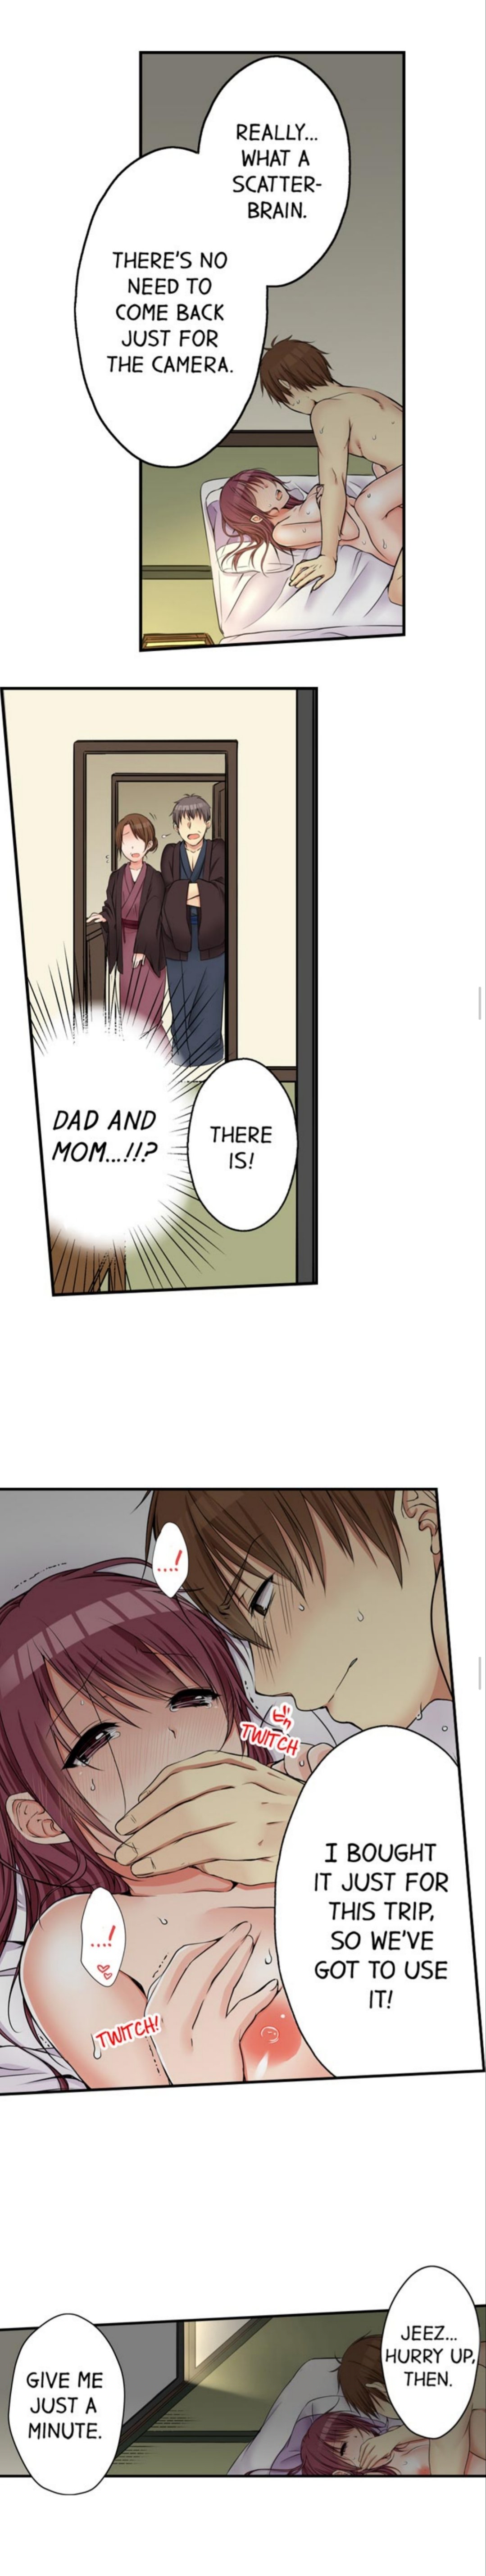 REALLY...
WHAT A
SCATTER-
BRAIN.
THERE'S NO
NEED TO
COME BACK
JUST FOR
THE CAMERA.
DAD AND
MOM...!!?
THERE
IS!
....!
TWITCH
I BOUGHT
IT JUST FOR
THIS TRIP,
SO WE'VE
GOT TO USE
IT!
...!
TWITCH!
JEEZ...
HURRY UP,
THEN.
GIVE ME
JUST A
MINUTE.